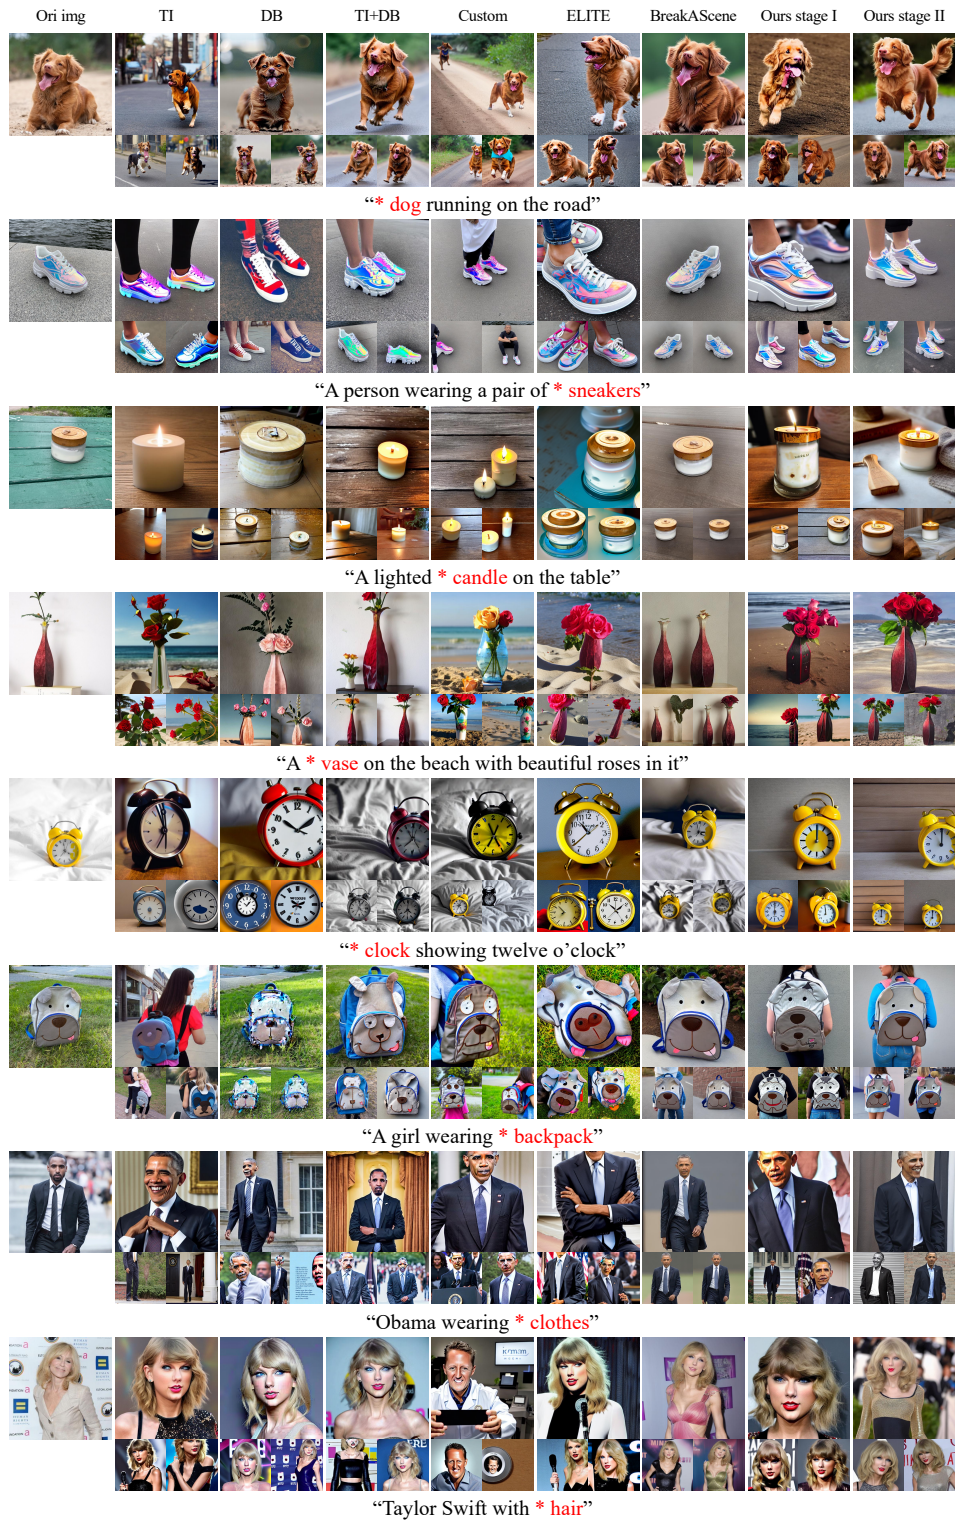 Ori img TI DB TI+DB Custom ELITE BreakAScene Ours stage I Ours stage II
“* dog running on the road”
“A person wearing a pair of * sneakers”
“A lighted * candle on the table”
“A * vase on the beach with beautiful roses in it”
“* clock showing twelve o’clock”
“A girl wearing * backpack”
“Obama wearing * clothes”
“Taylor Swift with * hair”